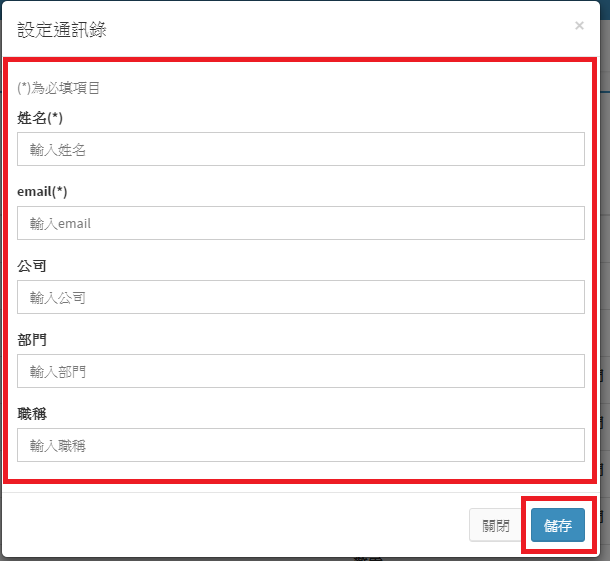 設定通訊錄
×
(*)為必填項目
姓名(*)
輸入姓名
email(*)
輸入email
公司
輸入公司
部門
輸入部門
職稱
輸入職稱
關閉
儲存